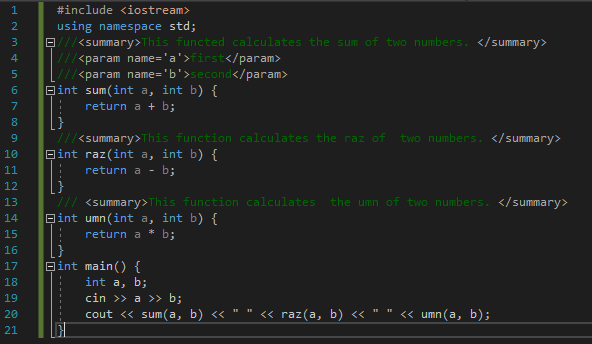 1 #include <iostream>
2 using namespace std;
3 ///<summary>This functed calculates the sum of two numbers. </summary>
4 ///<param name='a'>first</param>
5 ///<param name='b'>second</param>
6 int sum(int a, int b) {
7 return a + b;
8 }
9 ///<summary>This function calculates the raz of  two numbers. </summary>
10 int raz(int a, int b) {
11 return a - b;
12 }
13 /// <summary>This function calculates  the umn of two numbers. </summary>
14 int umn(int a, int b) {
15 return a * b;
16 }
17 int main() {
18 int a, b;
19 cin >> a >> b;
20 cout << sum(a, b) << " " << raz(a, b) << " " << umn(a, b);
21 }